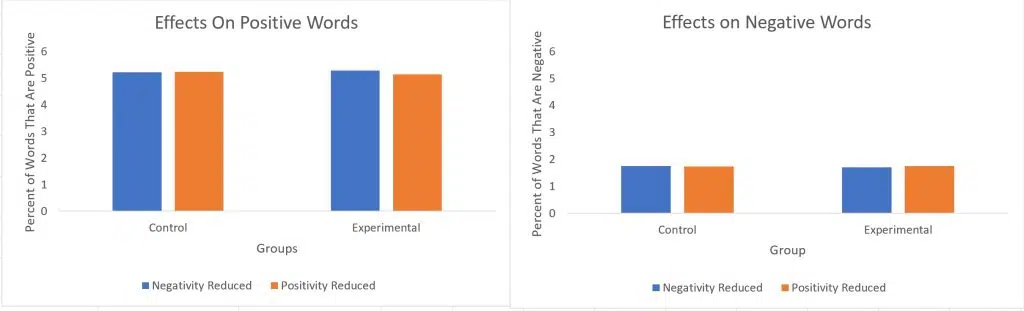 Effects On Positive Words
Percent of Words That Are Positive
6
5
4
3
2
1
0
Control
Experimental
Groups
Negativity Reduced
Positivity Reduced
Effects on Negative Words
Percent of Words That Are Negative
6
5
4
3
2
1
0
Control
Experimental
Group
Negativity Reduced
Positivity Reduced